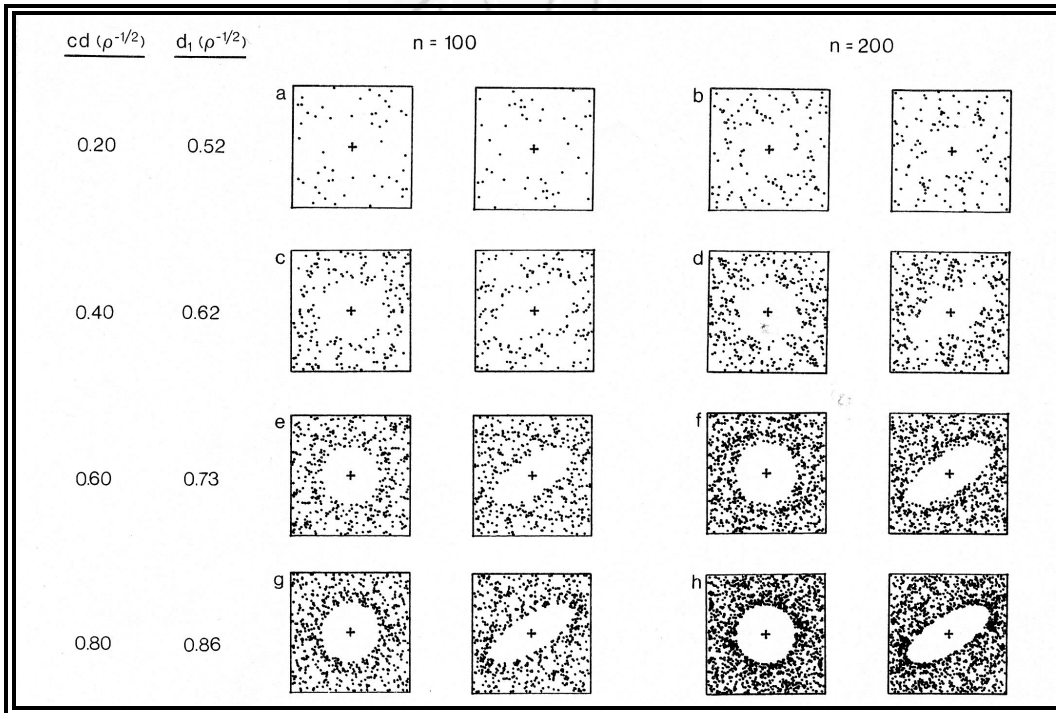 cd (ρ⁻¹/²) d₁ (ρ⁻¹/²) n = 100 n = 200
a b
0.20 0.52
c d
0.40 0.62
e f
0.60 0.73
g h
0.80 0.86